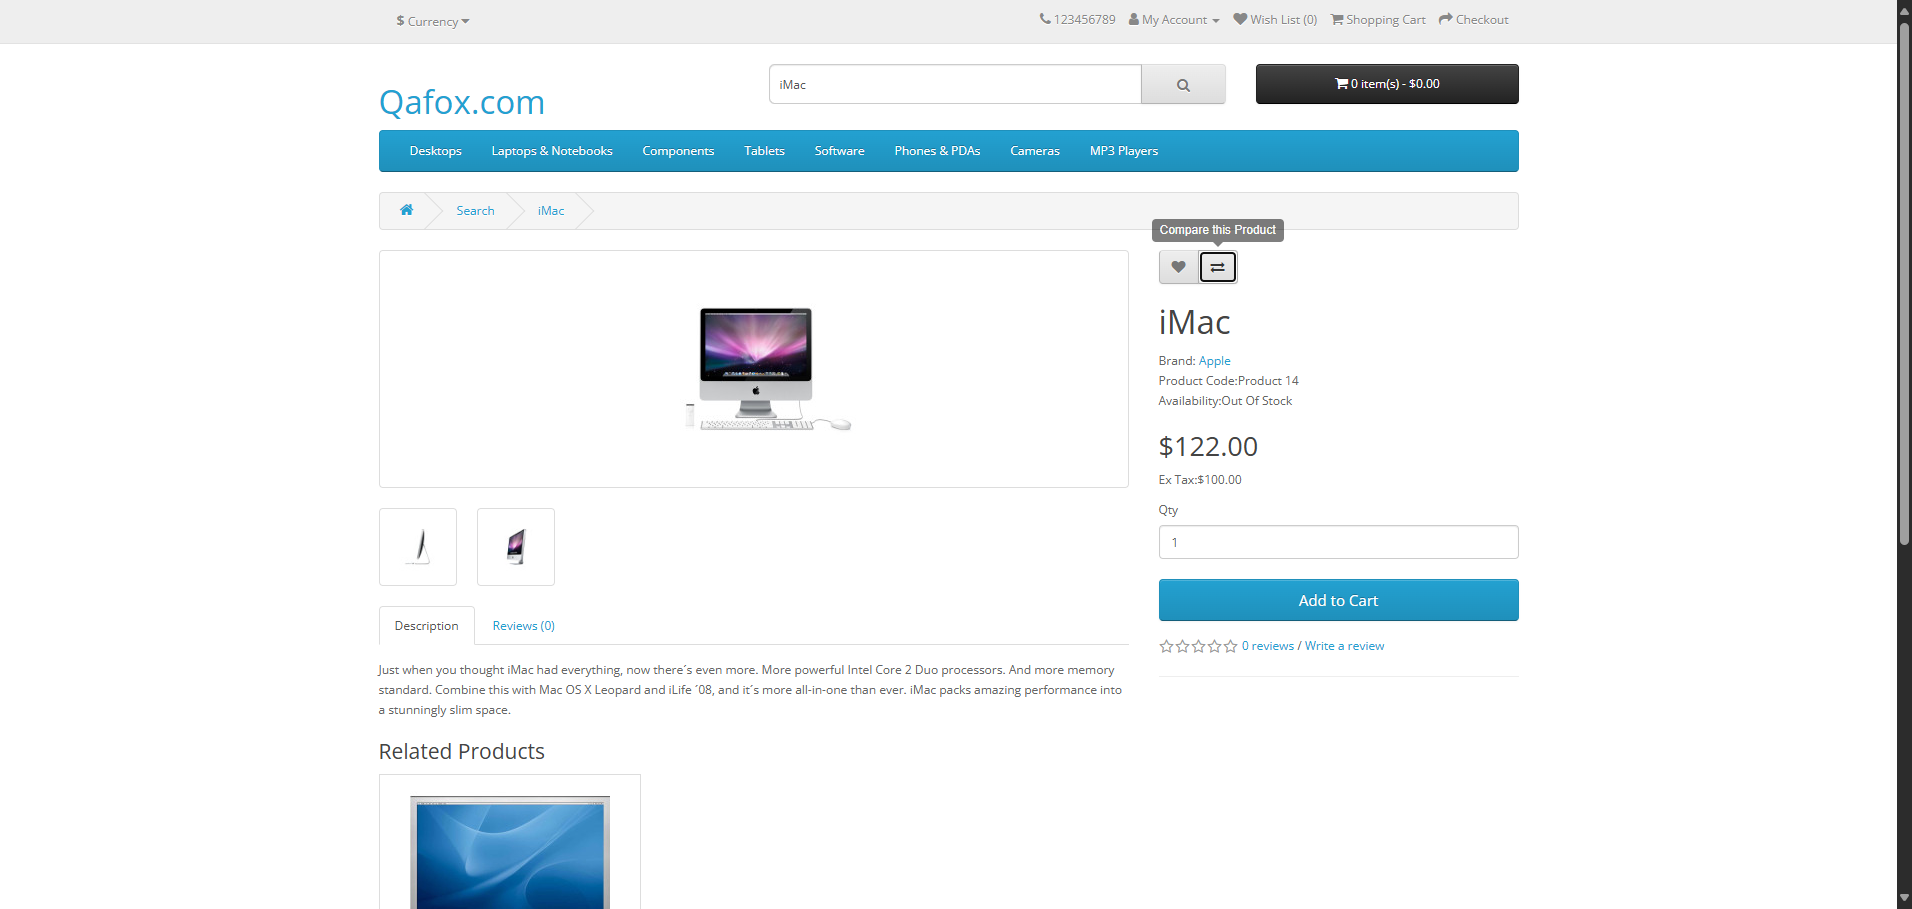 $ Currency
123456789 My Account Wish List (0) Shopping Cart Checkout
Qafox.com
iMac
0 item(s) - $0.00
Desktops Laptops & Notebooks Components Tablets Software Phones & PDAs Cameras MP3 Players
Search iMac
Compare this Product
iMac
Brand: Apple
Product Code:Product 14
Availability:Out Of Stock
$122.00
Ex Tax:$100.00
Qty
1
Add to Cart
0 reviews / Write a review
Description Reviews (0)
Just when you thought iMac had everything, now there´s even more. More powerful Intel Core 2 Duo processors. And more memory
standard. Combine this with Mac OS X Leopard and iLife ´08, and it´s more all-in-one than ever. iMac packs amazing performance into
a stunningly slim space.
Related Products